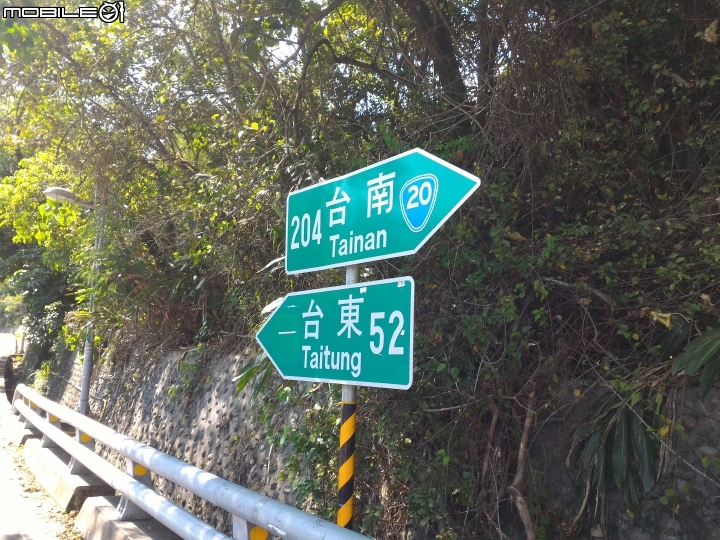 mobile01
204 台南 20
Tainan
台東 52
Taitung